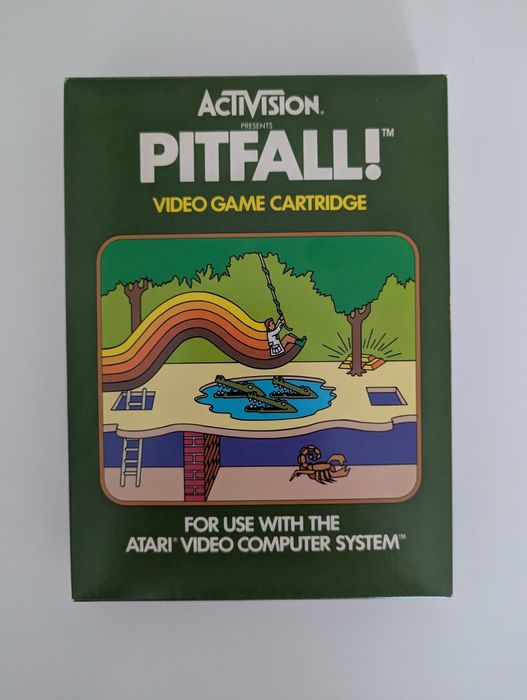 ACTIVISION®
PRESENTS
PITFALL!™
VIDEO GAME CARTRIDGE
FOR USE WITH THE
ATARI® VIDEO COMPUTER SYSTEM™